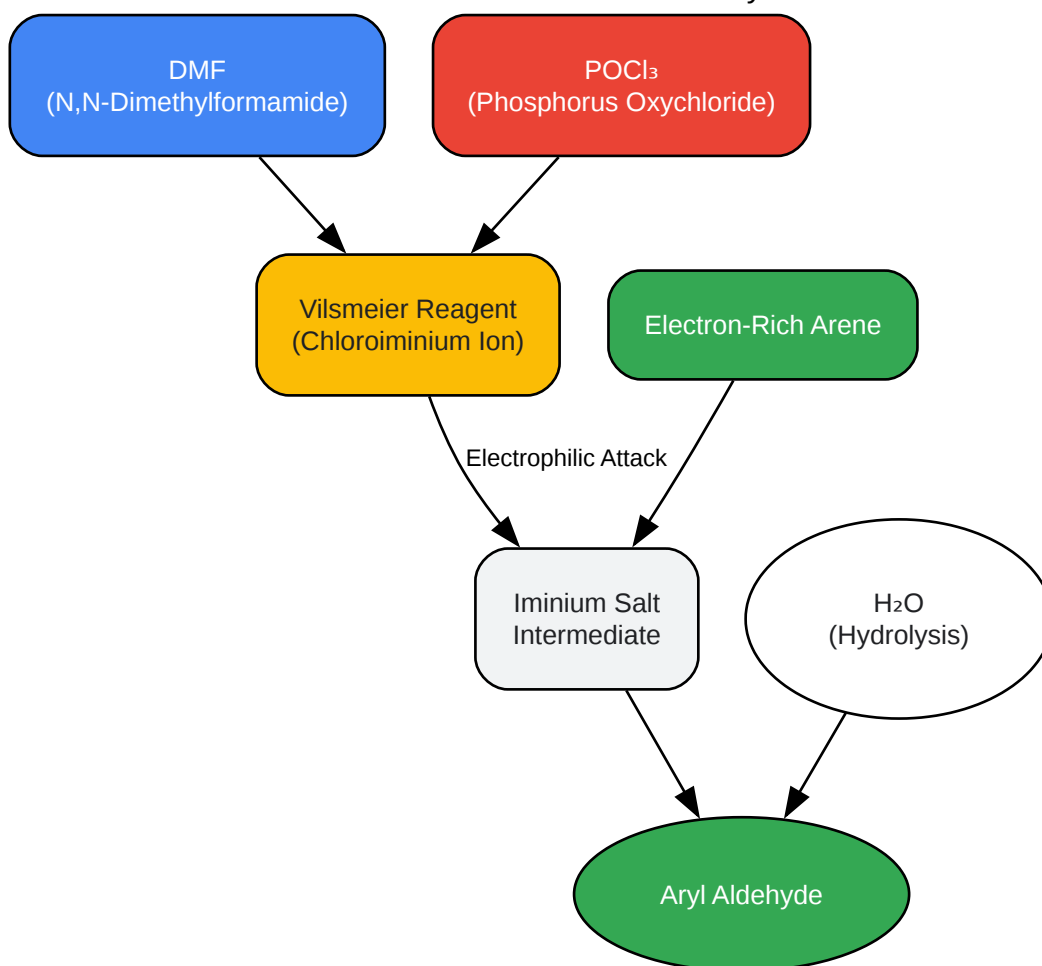 DMF
(N,N-Dimethylformamide)
POCl₃
(Phosphorus Oxychloride)
Vilsmeier Reagent
(Chloroiminium Ion)
Electron-Rich Arene
Electrophilic Attack
Iminium Salt
Intermediate
H₂O
(Hydrolysis)
Aryl Aldehyde